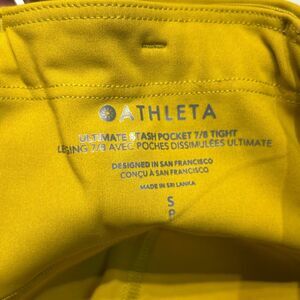 ATHLETA
ULTIMATE STASH POCKET 7/8 TIGHT
LEGGING 7/8 AVEC POCHES DISSIMULÉES ULTIMATE
DESIGNED IN SAN FRANCISCO
CONÇU À SAN FRANCISCO
MADE IN SRI LANKA
S
P